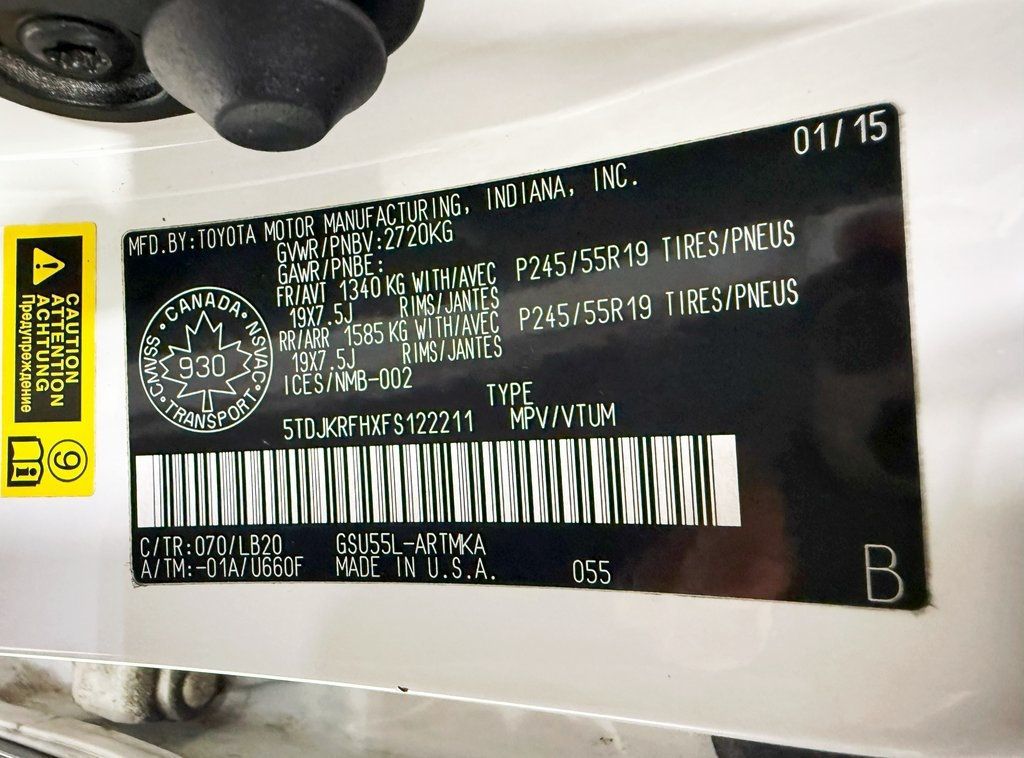 01/15
MFD.BY:TOYOTA MOTOR MANUFACTURING, INDIANA, INC.
GVWR/PNBV:2720KG
GAWR/PNBE:
FR/AVT 1340 KG WITH/AVEC P245/55R19 TIRES/PNEUS
19X7.5J RIMS/JANTES
RR/ARR 1585 KG WITH/AVEC P245/55R19 TIRES/PNEUS
19X7.5J RIMS/JANTES
ICES/NMB-002
TYPE
5TDJKRFHXFS122211 MPV/VTUM
CANADA · NSVAC · TRANSPORT · CMVSS
930
C/TR:070/LB20 GSU55L-ARTMKA
A/TM:-01A/U660F MADE IN U.S.A. 055
B
CAUTION
ATTENTION
ACHTUNG
Предупреждение
9